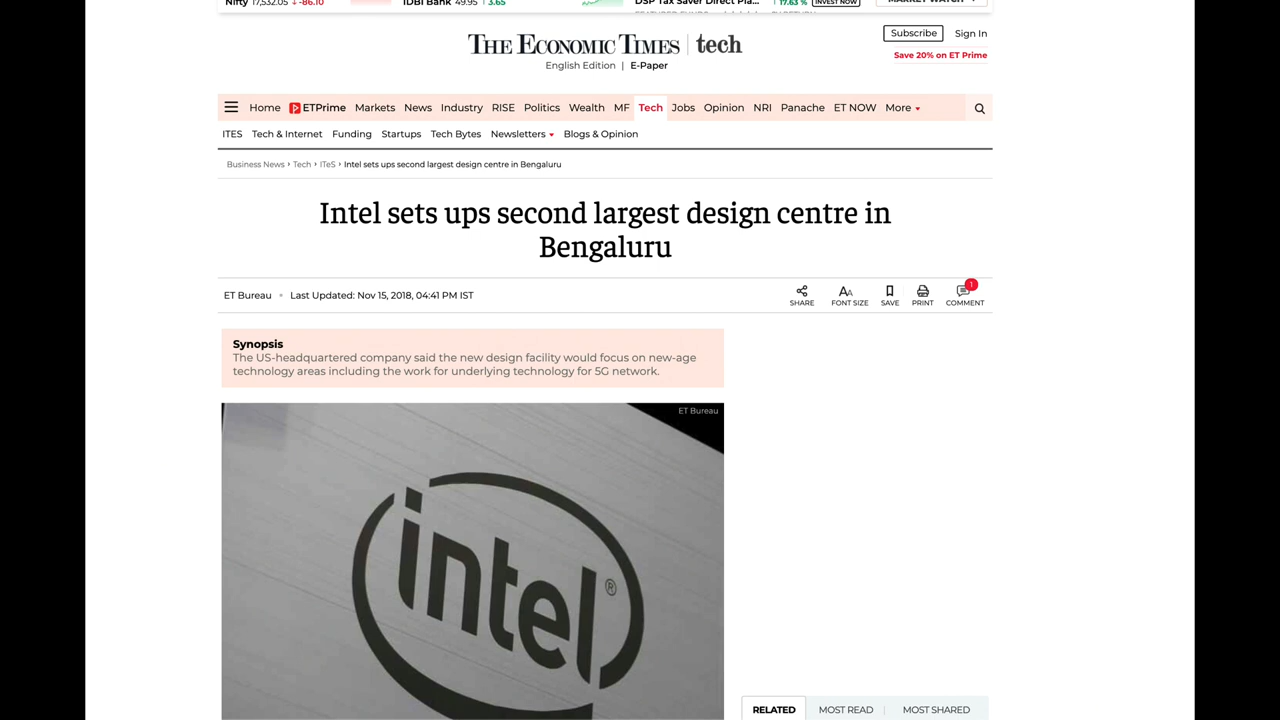 Nifty 17,532.05 -86.10 IDBI Bank 49.95 3.65 DSP Tax Saver Direct Pla... 17.63 % INVEST NOW
THE ECONOMIC TIMES | tech
Subscribe Sign In
English Edition | E-Paper
Save 20% on ET Prime
Home ETPrime Markets News Industry RISE Politics Wealth MF Tech Jobs Opinion NRI Panache ET NOW More
ITES Tech & Internet Funding Startups Tech Bytes Newsletters Blogs & Opinion
Business News › Tech › ITeS › Intel sets ups second largest design centre in Bengaluru
Intel sets ups second largest design centre in
Bengaluru
ET Bureau • Last Updated: Nov 15, 2018, 04:41 PM IST
1
SHARE FONT SIZE SAVE PRINT COMMENT
Synopsis
The US-headquartered company said the new design facility would focus on new-age
technology areas including the work for underlying technology for 5G network.
ET Bureau
intel®
RELATED MOST READ | MOST SHARED